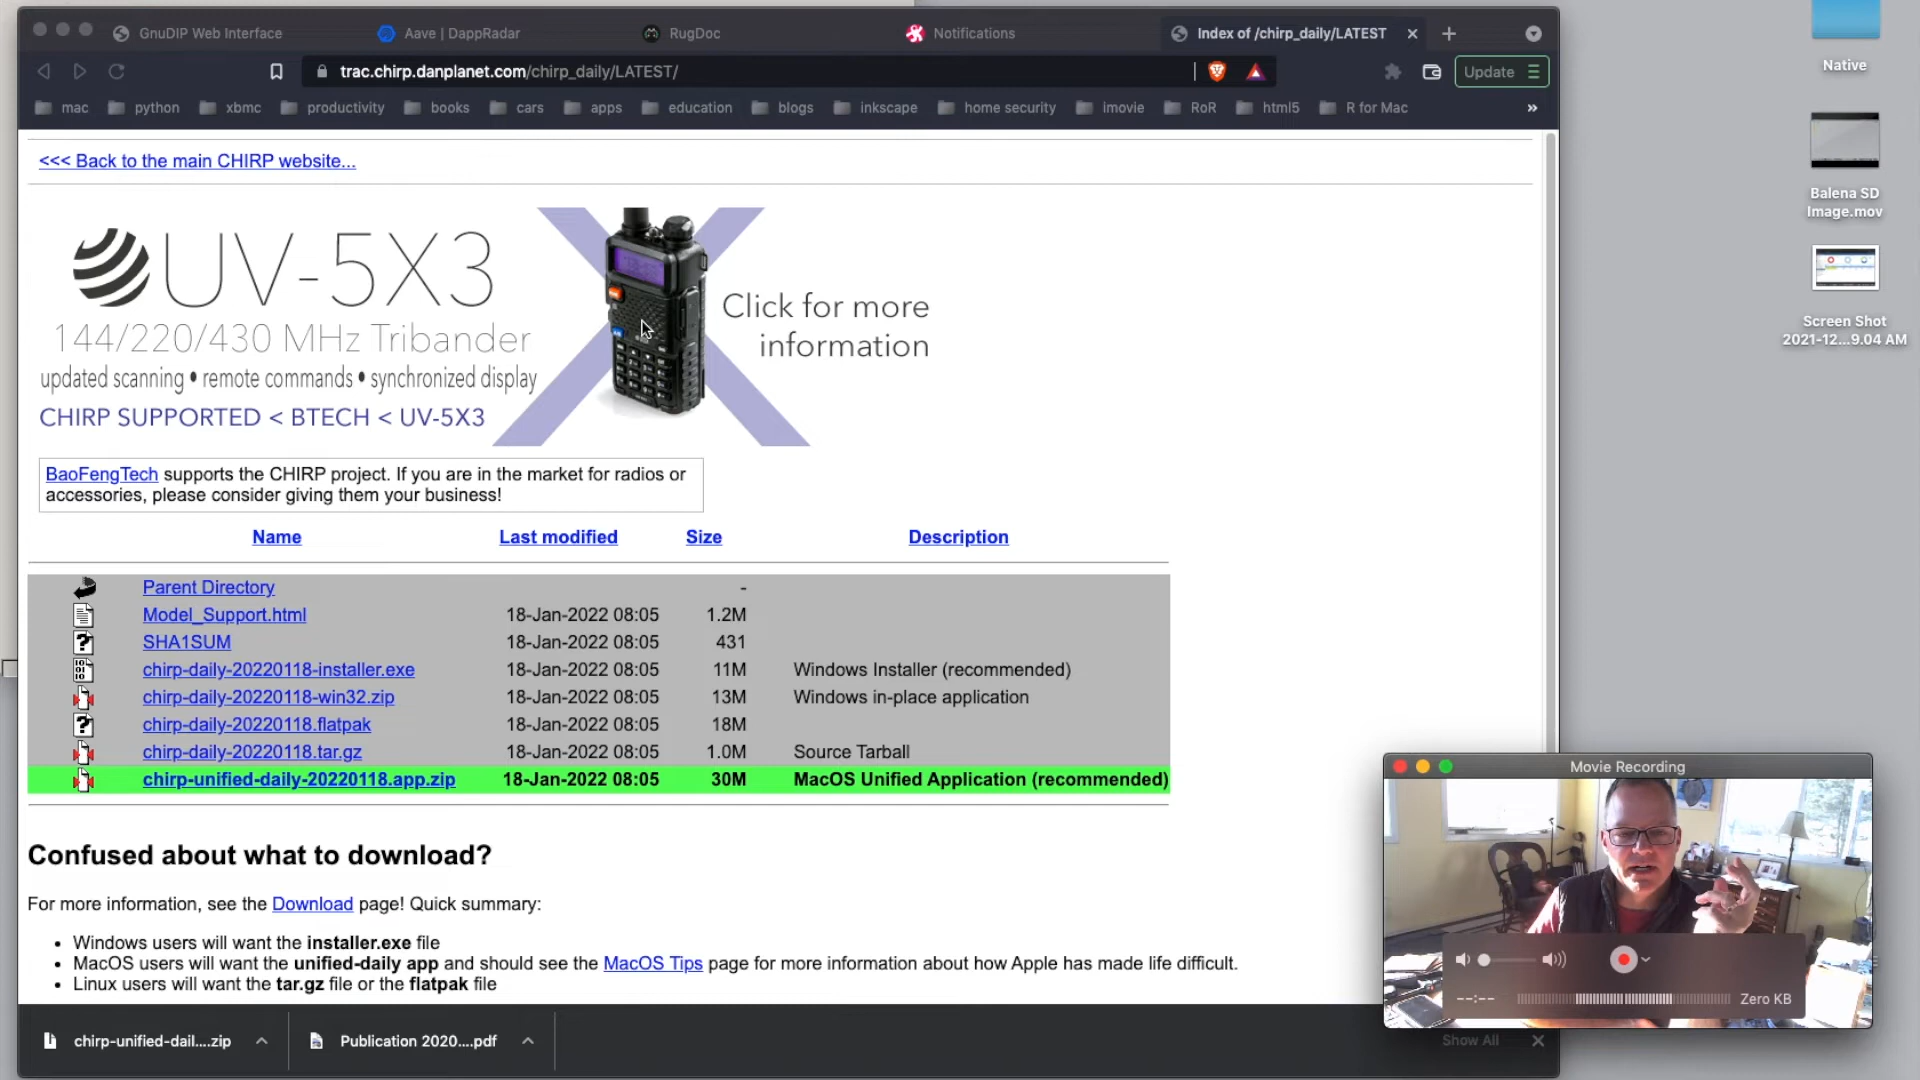 GnuDIP Web Interface
Aave | DappRadar
RugDoc
Notifications
Index of /chirp_daily/LATEST
trac.chirp.danplanet.com/chirp_daily/LATEST/
Update
mac
python
xbmc
productivity
books
cars
apps
education
blogs
inkscape
home security
imovie
RoR
html5
R for Mac
»
<<< Back to the main CHIRP website...
UV-5X3
144/220/430 MHz Tribander
updated scanning • remote commands • synchronized display
CHIRP SUPPORTED < BTECH < UV-5X3
Click for more
information
BaoFengTech supports the CHIRP project. If you are in the market for radios or
accessories, please consider giving them your business!
Name Last modified Size Description
Parent Directory -
Model_Support.html 18-Jan-2022 08:05 1.2M
SHA1SUM 18-Jan-2022 08:05 431
chirp-daily-20220118-installer.exe 18-Jan-2022 08:05 11M Windows Installer (recommended)
chirp-daily-20220118-win32.zip 18-Jan-2022 08:05 13M Windows in-place application
chirp-daily-20220118.flatpak 18-Jan-2022 08:05 18M
chirp-daily-20220118.tar.gz 18-Jan-2022 08:05 1.0M Source Tarball
chirp-unified-daily-20220118.app.zip 18-Jan-2022 08:05 30M MacOS Unified Application (recommended)
Confused about what to download?
For more information, see the Download page! Quick summary:
• Windows users will want the installer.exe file
• MacOS users will want the unified-daily app and should see the MacOS Tips page for more information about how Apple has made life difficult.
• Linux users will want the tar.gz file or the flatpak file
chirp-unified-dail....zip
Publication 2020....pdf
Show All
Native
Balena SD
Image.mov
Screen Shot
2021-12...9.04 AM
Movie Recording
--:--
Zero KB